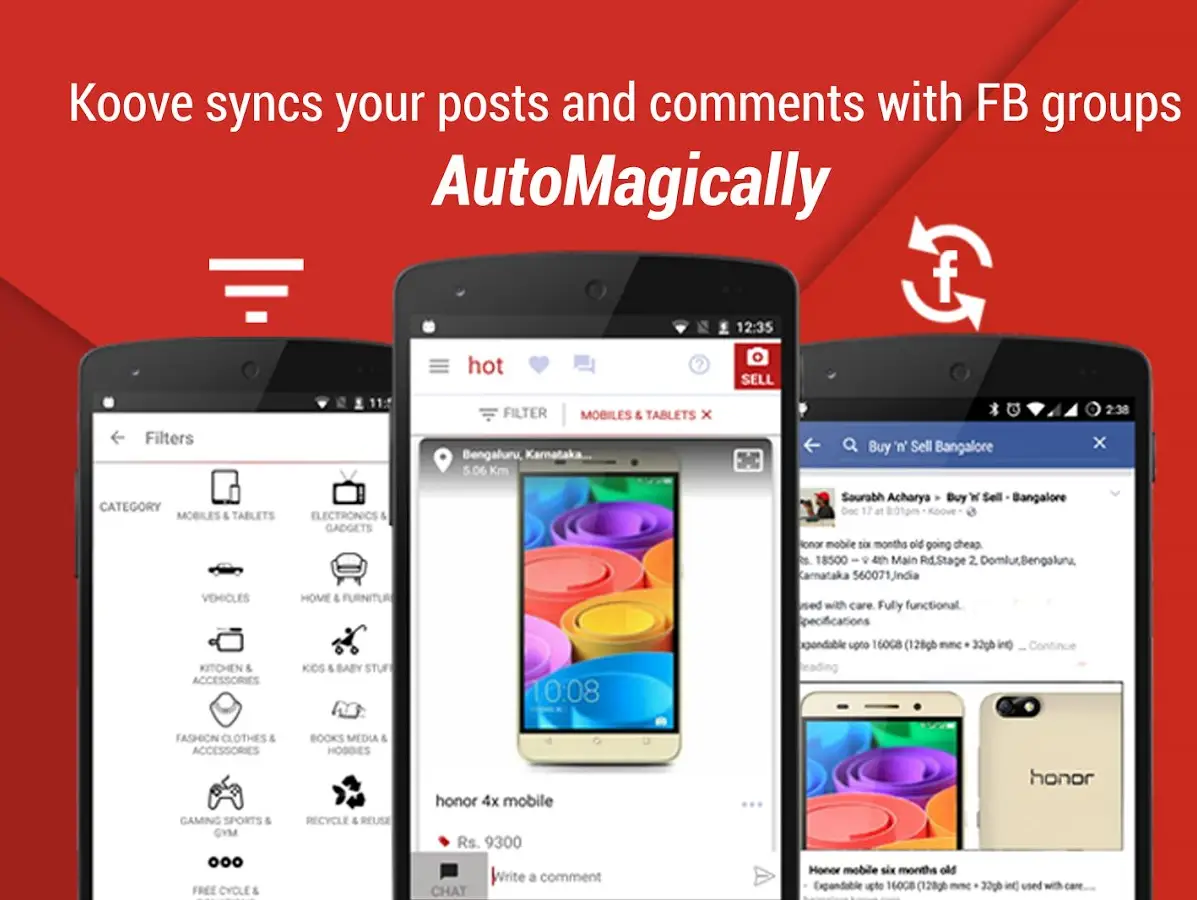 Koove syncs your posts and comments with FB groups
AutoMagically
Filters
CATEGORY
MOBILES & TABLETS
ELECTRONICS &
GADGETS
VEHICLES
HOME & FURNITUR
KITCHEN &
ACCESSORIES
KIDS & BABY STUF
FASHION CLOTHES &
ACCESSORIES
BOOKS MEDIA &
HOBBIES
GAMING SPORTS &
GYM
RECYCLE & REUSE
FREE CYCLE &
12:35
hot
SELL
FILTER
MOBILES & TABLETS
Bengaluru, Karnataka...
5.06 Km
10:08
honor 4x mobile
Rs. 9300
CHAT
Write a comment
2:38
Buy 'n' Sell Bangalore
Saurabh Acharya ▸ Buy 'n' Sell - Bangalore
Dec 17 at 8:01pm • Koove •
Honor mobile six months old going cheap.
Rs. 18500 – 4th Main Rd,Stage 2, Domlur,Bengaluru,
Karnataka 560071,India
used with care. Fully functional.
Specifications
expandable upto 160GB (128gb mmc + 32gb int) ... Continue
Reading
honor
Honor mobile six months old
- Expandable upto 160GB (128gb mmc + 32gb int) used with care.....